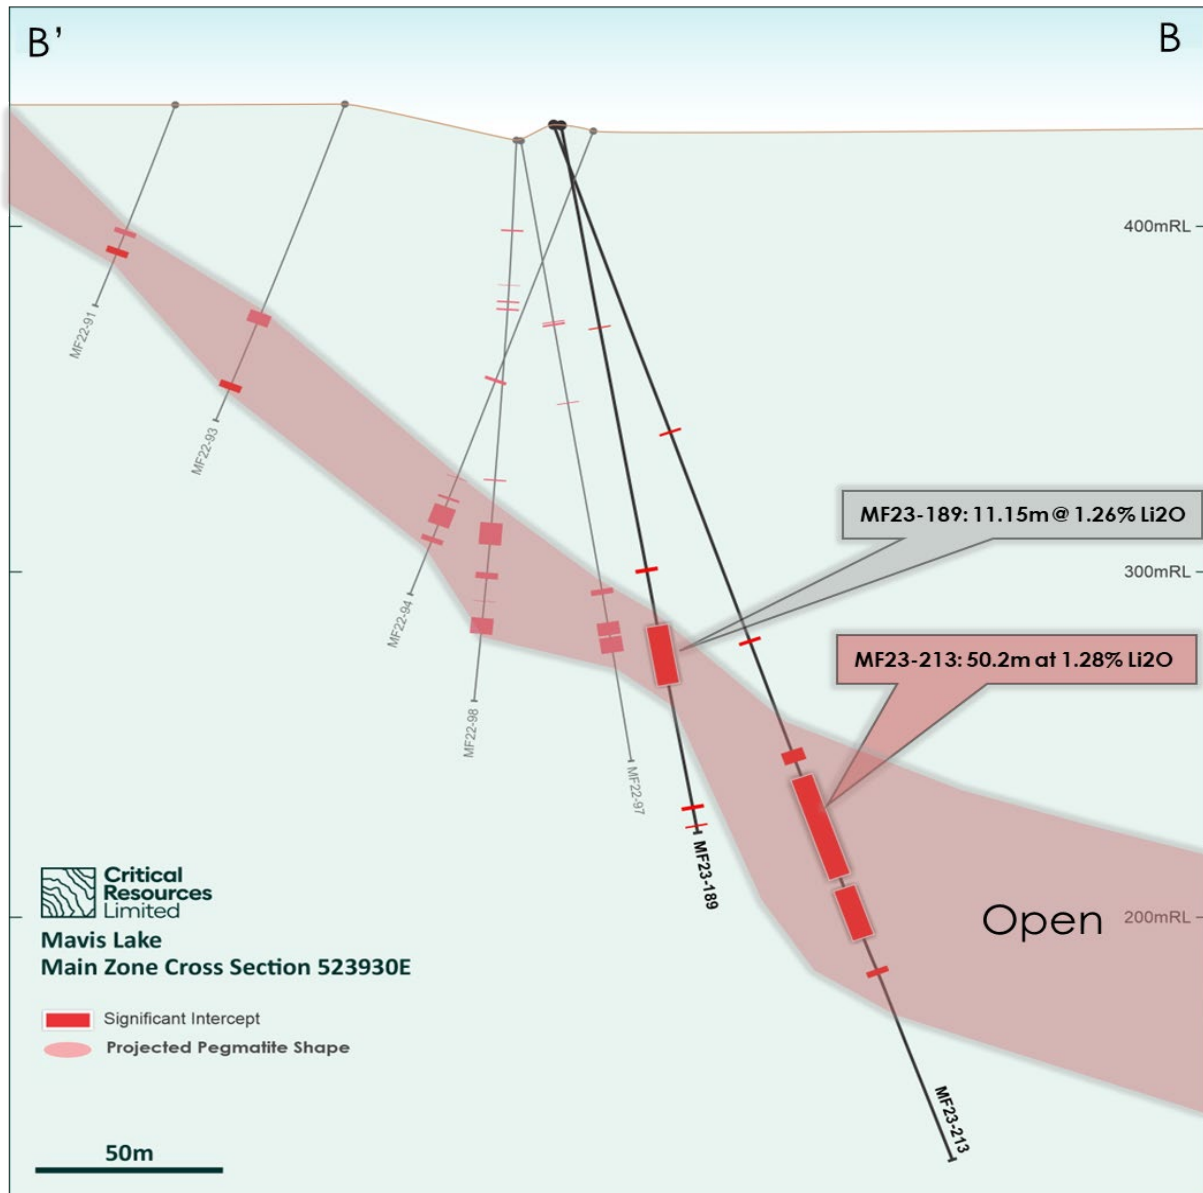 B’
B
400mRL
MF22-91
MF22-93
MF23-189: 11.15m @ 1.26% Li2O
300mRL
MF22-94
MF23-213: 50.2m at 1.28% Li2O
MF22-98
MF22-97
MF23-189
Critical
Resources
Limited
Open
200mRL
Mavis Lake
Main Zone Cross Section 523930E
Significant Intercept
Projected Pegmatite Shape
MF23-213
50m